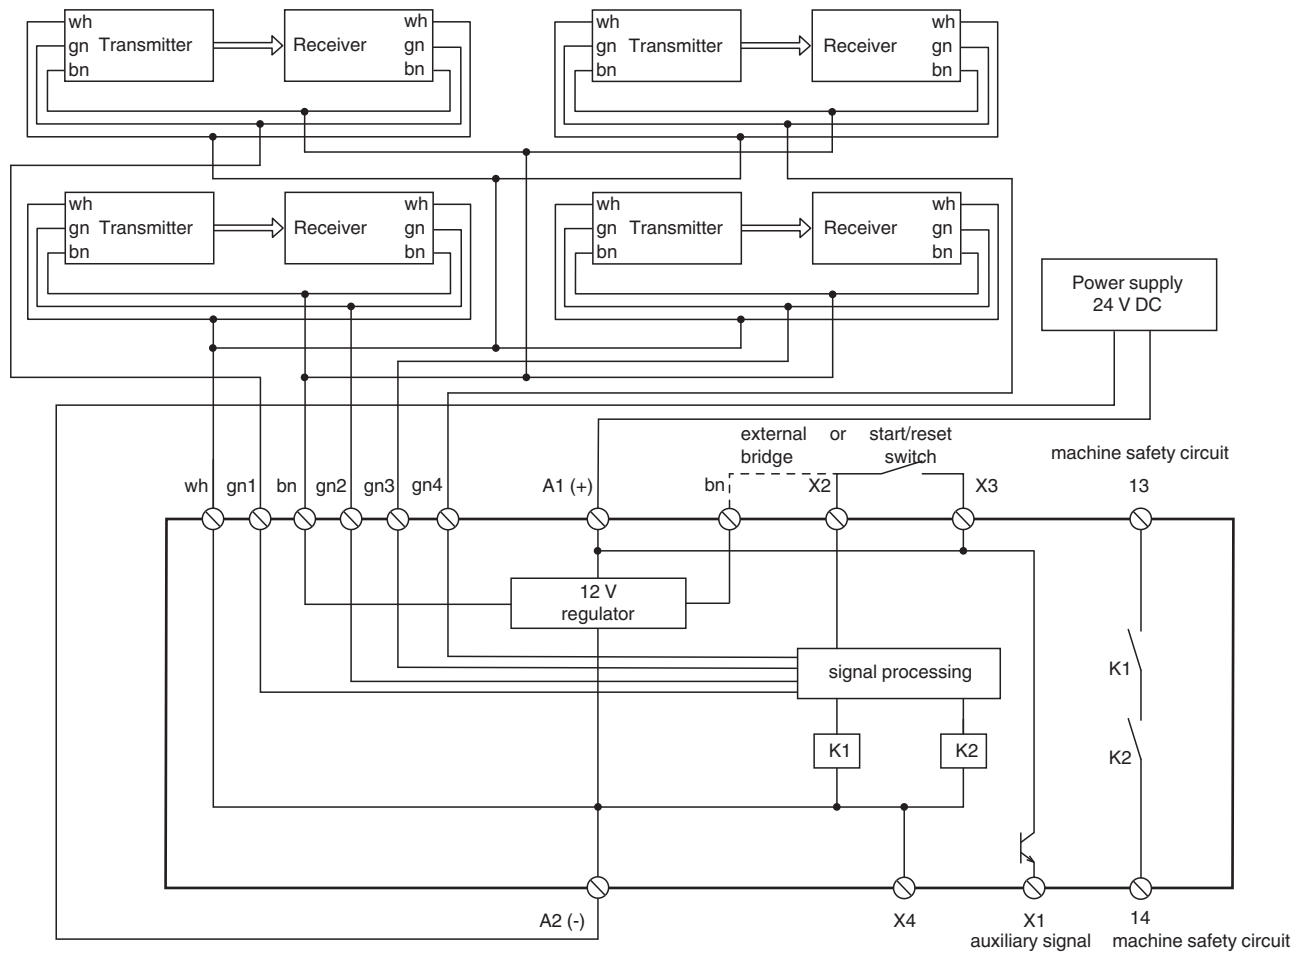 wh
gn
bn
Transmitter
Receiver
wh
gn
bn
wh
gn
bn
Transmitter
Receiver
wh
gn
bn
wh
gn
bn
Transmitter
Receiver
wh
gn
bn
wh
gn
bn
Transmitter
Receiver
wh
gn
bn
Power supply
24 V DC
external
bridge
or
start/reset
switch
machine safety circuit
wh
gn1
bn
gn2
gn3
gn4
A1 (+)
bn
X2
X3
13
12 V
regulator
signal processing
K1
K2
K1
K2
A2 (-)
X4
X1
14
auxiliary signal
machine safety circuit